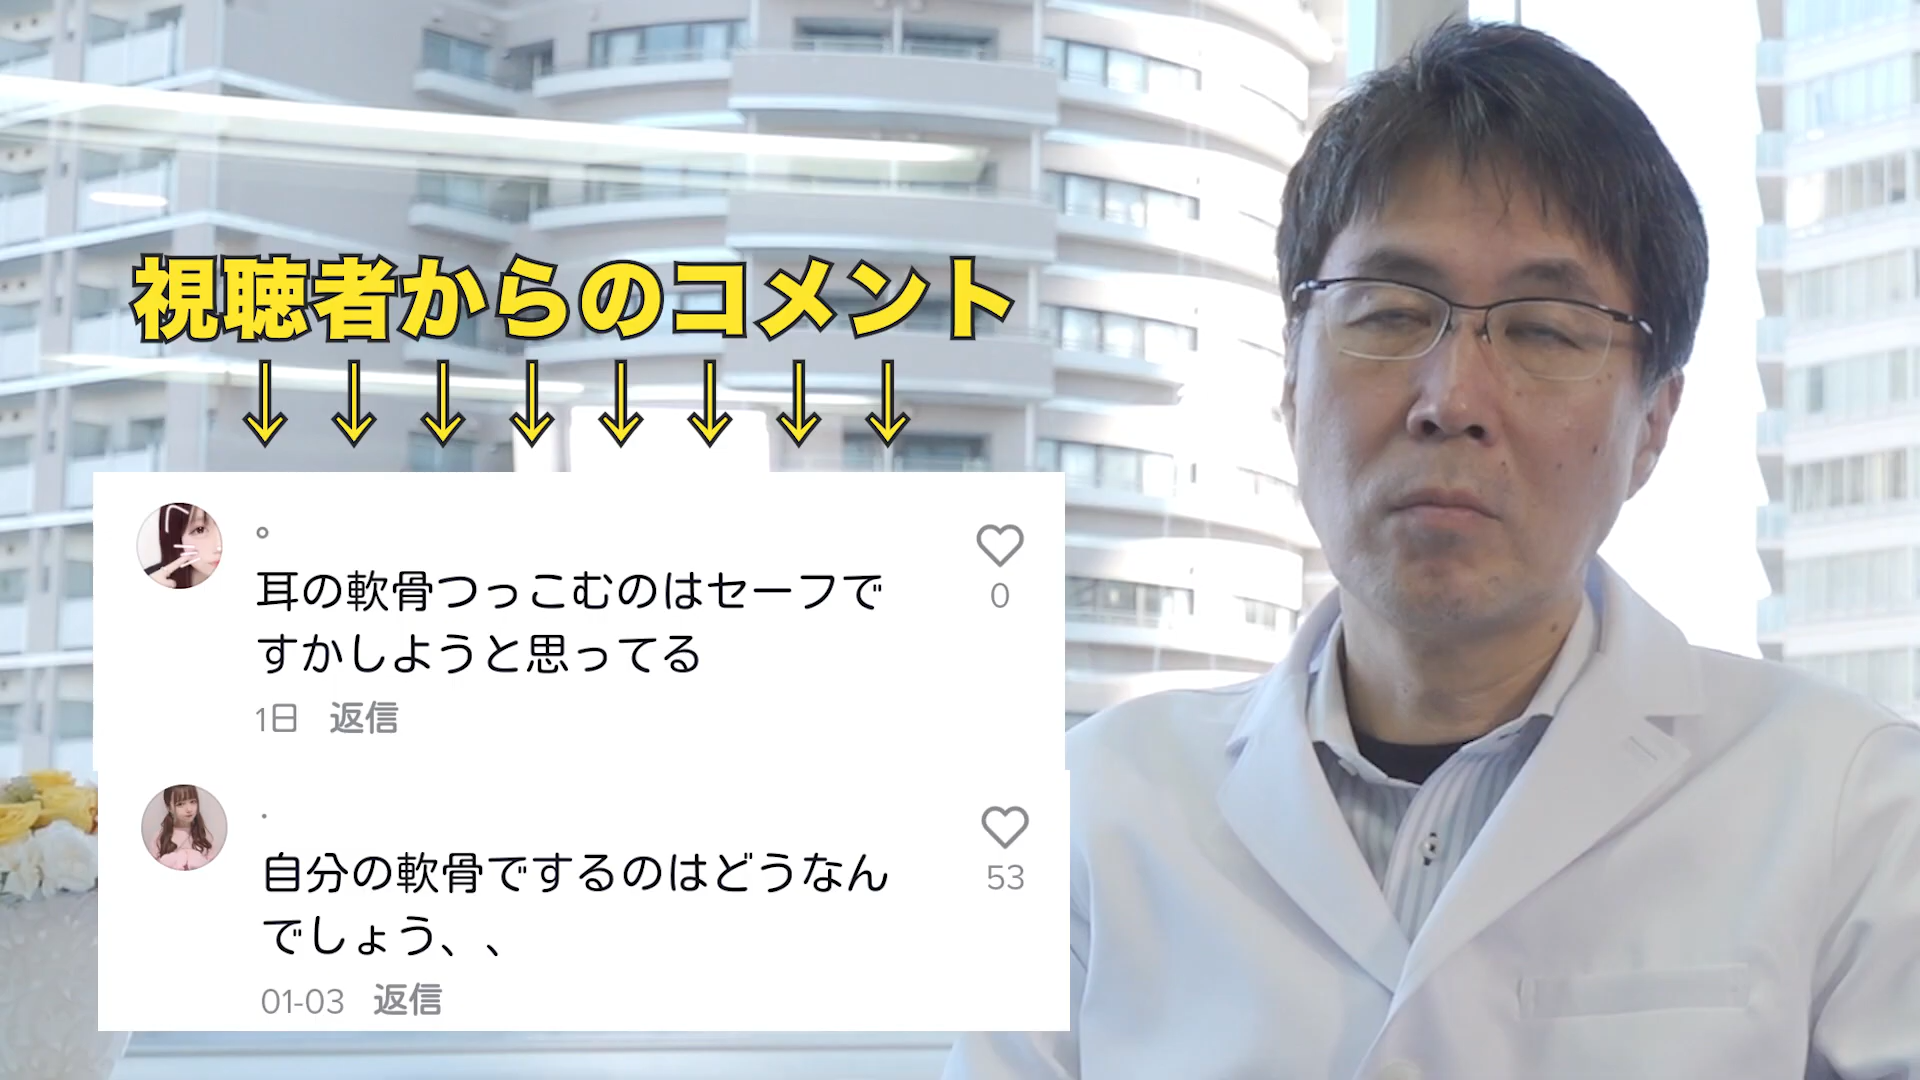 視聴者からのコメント
↓↓↓↓↓↓↓↓
。
耳の軟骨つっこむのはセーフで
すかしようと思ってる
0
1日 返信
.
自分の軟骨でするのはどうなん
でしょう、、
53
01-03 返信